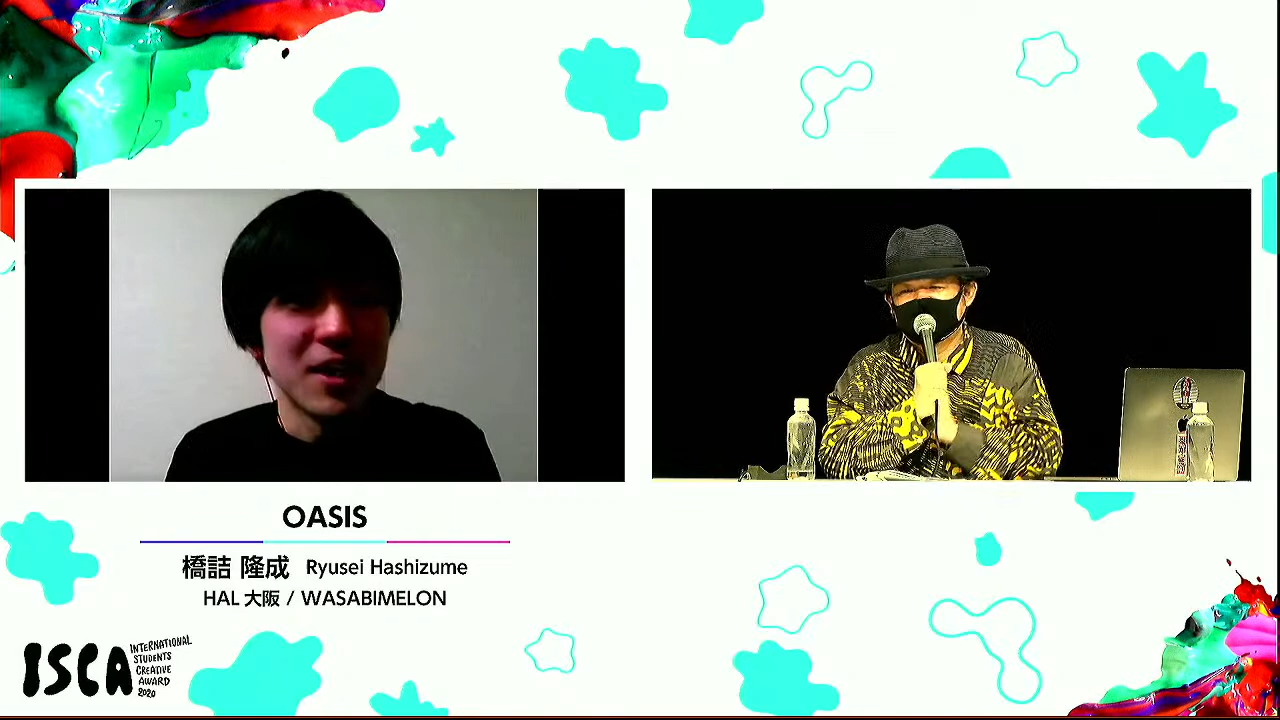 OASIS
橋詰 隆成 Ryusei Hashizume
HAL 大阪 / WASABIMELON
ISCA INTERNATIONAL
STUDENTS
CREATIVE
AWARD
2020